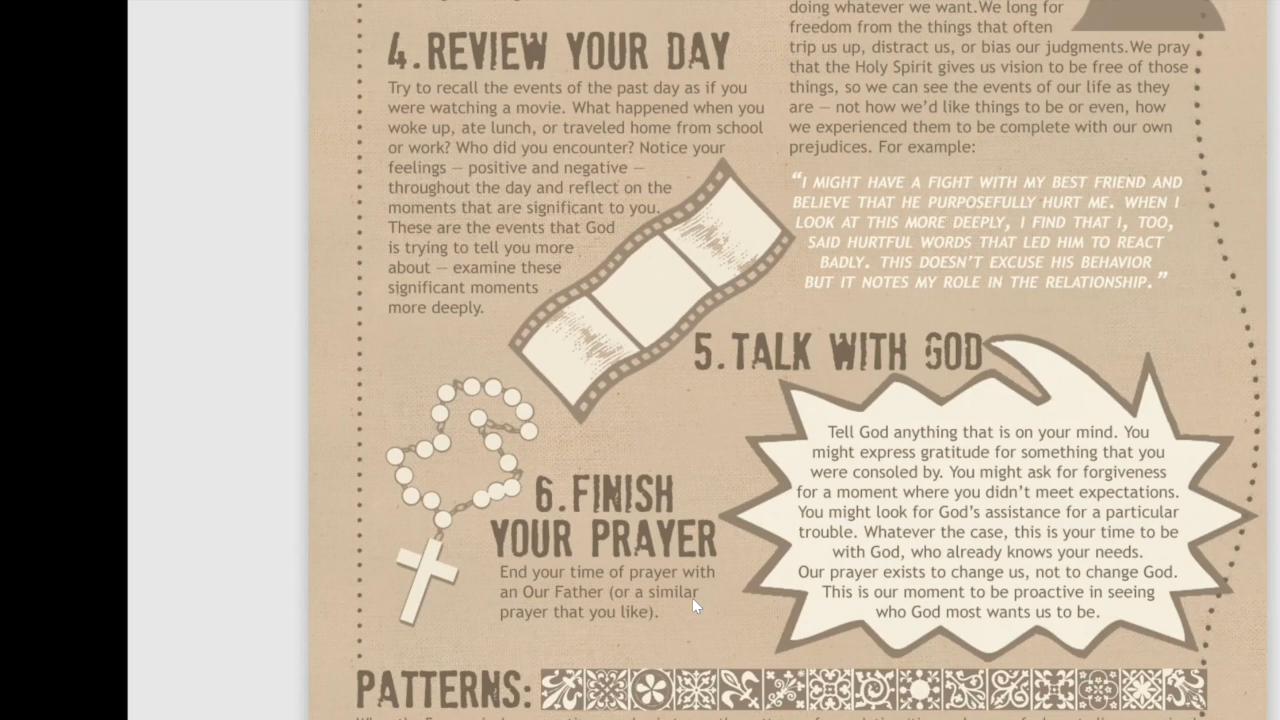 doing whatever we want.We long for
freedom from the things that often
trip us up, distract us, or bias our judgments.We pray
that the Holy Spirit gives us vision to be free of those
things, so we can see the events of our life as they
are — not how we’d like things to be or even, how
we experienced them to be complete with our own
prejudices. For example:
“I MIGHT HAVE A FIGHT WITH MY BEST FRIEND AND
BELIEVE THAT HE PURPOSEFULLY HURT ME. WHEN I
LOOK AT THIS MORE DEEPLY, I FIND THAT I, TOO,
SAID HURTFUL WORDS THAT LED HIM TO REACT
BADLY. THIS DOESN’T EXCUSE HIS BEHAVIOR
BUT IT NOTES MY ROLE IN THE RELATIONSHIP.”
4. REVIEW YOUR DAY
Try to recall the events of the past day as if you
were watching a movie. What happened when you
woke up, ate lunch, or traveled home from school
or work? Who did you encounter? Notice your
feelings — positive and negative —
throughout the day and reflect on the
moments that are significant to you.
These are the events that God
is trying to tell you more
about — examine these
significant moments
more deeply.
5. TALK WITH GOD
Tell God anything that is on your mind. You
might express gratitude for something that you
were consoled by. You might ask for forgiveness
for a moment where you didn’t meet expectations.
You might look for God’s assistance for a particular
trouble. Whatever the case, this is your time to be
with God, who already knows your needs.
Our prayer exists to change us, not to change God.
This is our moment to be proactive in seeing
who God most wants us to be.
6. FINISH
YOUR PRAYER
End your time of prayer with
an Our Father (or a similar
prayer that you like).
PATTERNS: